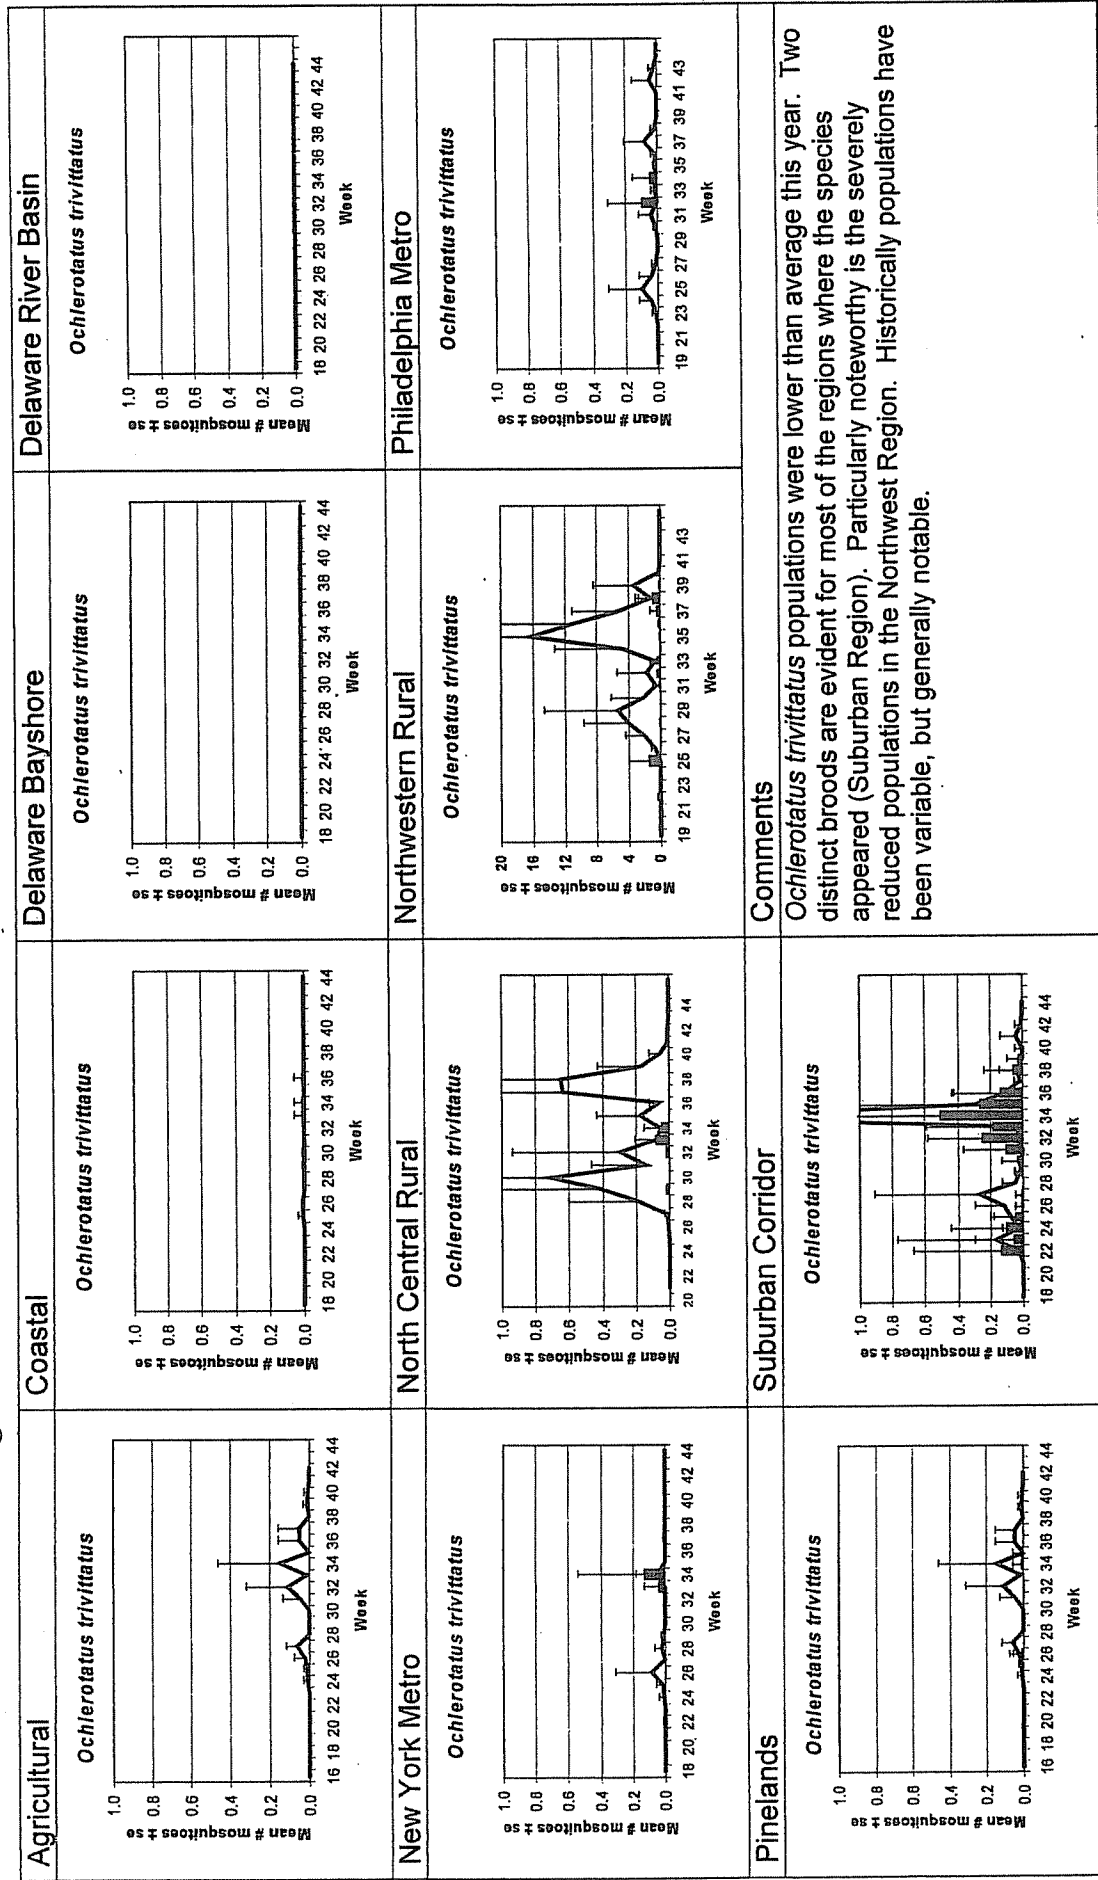 Agricultural
Ochlerotatus trivittatus
Mean # mosquitoes ± se
1.0
0.8
0.6
0.4
0.2
0.0
16 18 20 22 24 26 28 30 32 34 36 38 40 42 44
Week
Coastal
Ochlerotatus trivittatus
Mean # mosquitoes ± se
1.0
0.8
0.6
0.4
0.2
0.0
18 20 22 24 26 28 30 32 34 36 38 40 42 44
Week
Delaware Bayshore
Ochlerotatus trivittatus
Mean # mosquitoes ± se
1.0
0.8
0.6
0.4
0.2
0.0
18 20 22 24 26 28 30 32 34 36 38 40 42 44
Week
Delaware River Basin
Ochlerotatus trivittatus
Mean # mosquitoes ± se
1.0
0.8
0.6
0.4
0.2
0.0
18 20 22 24 26 28 30 32 34 36 38 40 42 44
Week
New York Metro
Ochlerotatus trivittatus
Mean # mosquitoes ± se
1.0
0.8
0.6
0.4
0.2
0.0
18 20 22 24 26 28 30 32 34 36 38 40 42 44
Week
North Central Rural
Ochlerotatus trivittatus
Mean # mosquitoes ± se
1.0
0.8
0.6
0.4
0.2
0.0
20 22 24 26 28 30 32 34 36 38 40 42 44
Week
Northwestern Rural
Ochlerotatus trivittatus
Mean # mosquitoes ± se
20
16
12
8
4
0
19 21 23 25 27 29 31 33 35 37 39 41 43
Week
Philadelphia Metro
Ochlerotatus trivittatus
Mean # mosquitoes ± se
1.0
0.8
0.6
0.4
0.2
0.0
19 21 23 25 27 29 31 33 35 37 39 41 43
Week
Pinelands
Ochlerotatus trivittatus
Mean # mosquitoes ± se
1.0
0.8
0.6
0.4
0.2
0.0
16 18 20 22 24 26 28 30 32 34 36 38 40 42 44
Week
Suburban Corridor
Ochlerotatus trivittatus
Mean # mosquitoes ± se
1.0
0.8
0.6
0.4
0.2
0.0
18 20 22 24 26 28 30 32 34 36 38 40 42 44
Week
Comments
Ochlerotatus trivittatus populations were lower than average this year. Two
distinct broods are evident for most of the regions where the species
appeared (Suburban Region). Particularly noteworthy is the severely
reduced populations in the Northwest Region. Historically populations have
been variable, but generally notable.